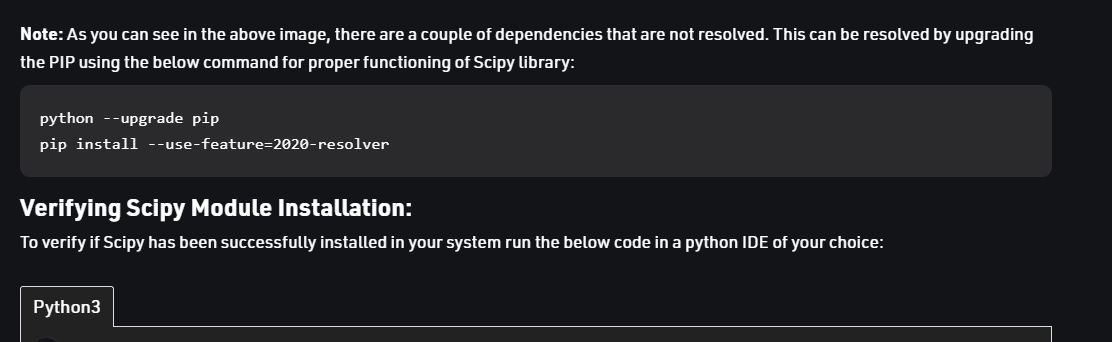 Note: As you can see in the above image, there are a couple of dependencies that are not resolved. This can be resolved by upgrading
the PIP using the below command for proper functioning of Scipy library:
python --upgrade pip
pip install --use-feature=2020-resolver
Verifying Scipy Module Installation:
To verify if Scipy has been successfully installed in your system run the below code in a python IDE of your choice:
Python3